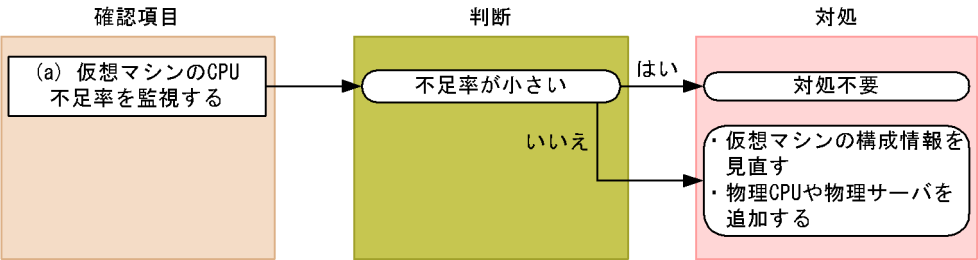 確認項目
判断
対処
(a) 仮想マシンのCPU
不足率を監視する
不足率が小さい
はい
対処不要
いいえ
・仮想マシンの構成情報を
見直す
・物理CPUや物理サーバを
追加する